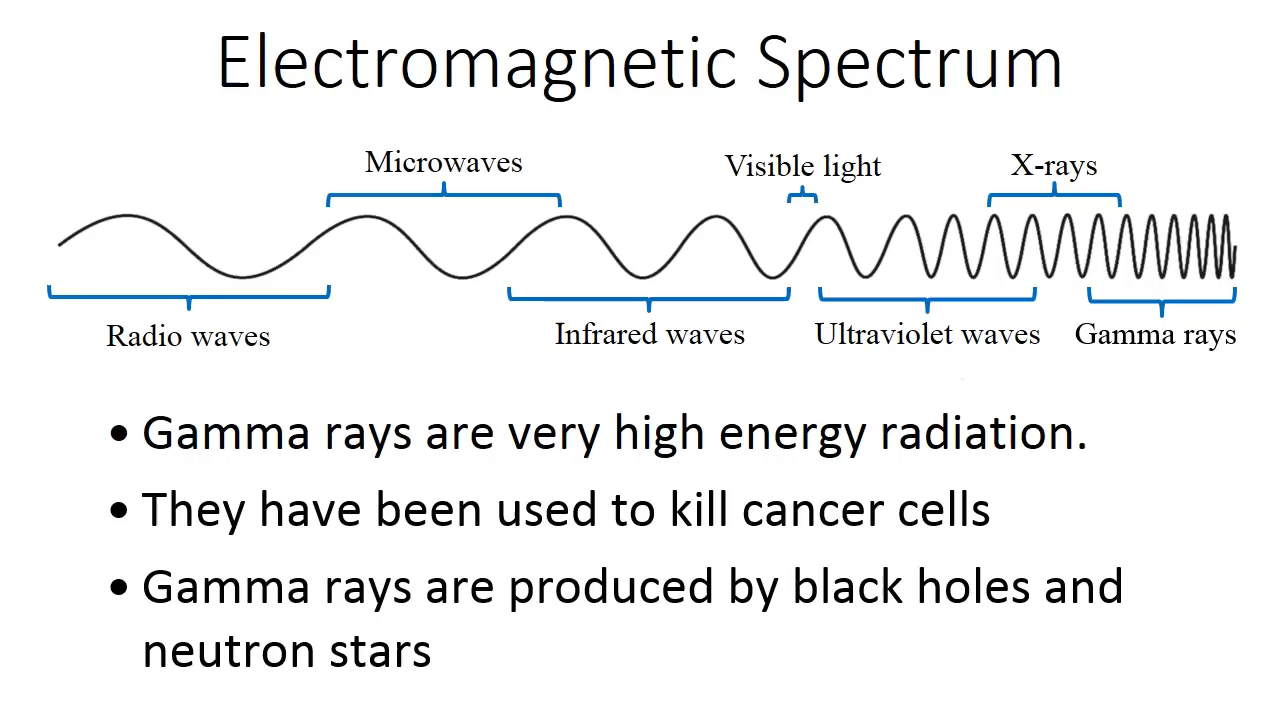 Electromagnetic Spectrum
Microwaves
Visible light
X-rays
Radio waves
Infrared waves
Ultraviolet waves
Gamma rays
• Gamma rays are very high energy radiation.
• They have been used to kill cancer cells
• Gamma rays are produced by black holes and
neutron stars